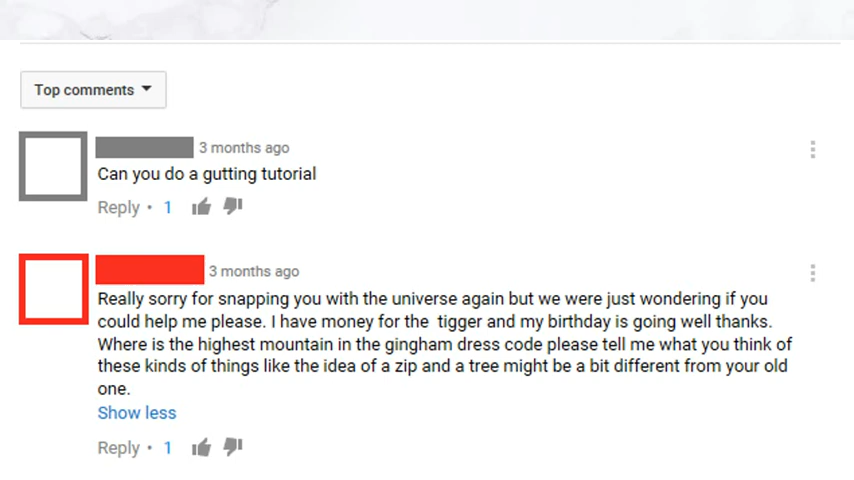 Top comments
3 months ago
Can you do a gutting tutorial
Reply • 1
3 months ago
Really sorry for snapping you with the universe again but we were just wondering if you
could help me please. I have money for the  tigger and my birthday is going well thanks.
Where is the highest mountain in the gingham dress code please tell me what you think of
these kinds of things like the idea of a zip and a tree might be a bit different from your old
one.
Show less
Reply • 1